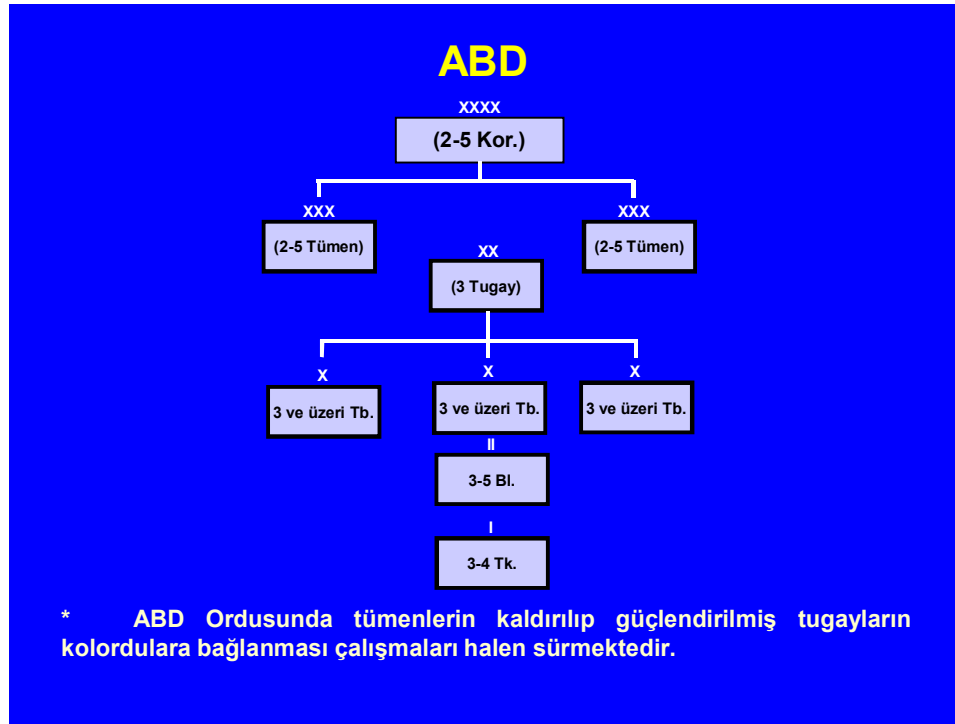 ABD
XXXX
(2-5 Kor.)
XXX
XXX
(2-5 Tümen)
(2-5 Tümen)
XX
(3 Tugay)
X
X
X
3 ve üzeri Tb.
3 ve üzeri Tb.
3 ve üzeri Tb.
II
3-5 Bl.
I
3-4 Tk.
* ABD Ordusunda tümenlerin kaldırılıp güçlendirilmiş tugayların
kolordulara bağlanması çalışmaları halen sürmektedir.